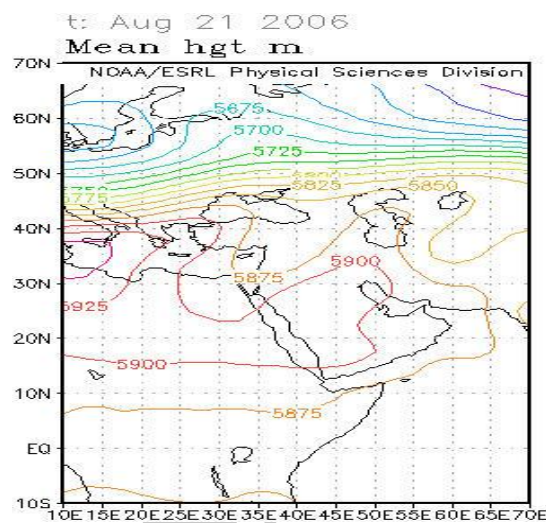 t: Aug 21 2006
Mean hgt m
70N
NOAA/ESRL Physical Sciences Division
5675
60N
5700
5725
50N
5750
5825
5850
5775
40N
5900
5875
30N
5925
20N
5900
10N
5875
EQ
10S
10E 15E 20E 25E 30E 35E 40E 45E 50E 55E 60E 65E 70E